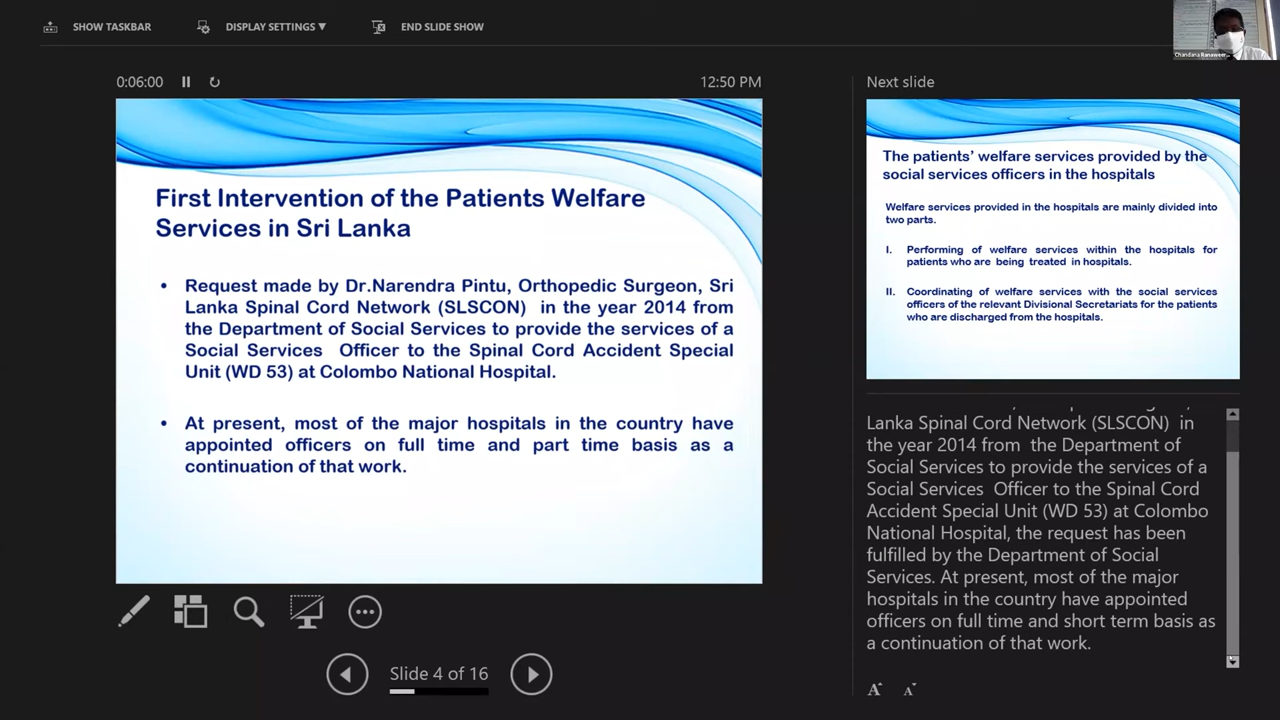 SHOW TASKBAR
DISPLAY SETTINGS ▼
END SLIDE SHOW
0:06:00
12:50 PM
First Intervention of the Patients Welfare
Services in Sri Lanka
• Request made by Dr.Narendra Pintu, Orthopedic Surgeon, Sri
Lanka Spinal Cord Network (SLSCON) in the year 2014 from
the Department of Social Services to provide the services of a
Social Services Officer to the Spinal Cord Accident Special
Unit (WD 53) at Colombo National Hospital.
• At present, most of the major hospitals in the country have
appointed officers on full time and part time basis as a
continuation of that work.
Slide 4 of 16
Next slide
The patients’ welfare services provided by the
social services officers in the hospitals
Welfare services provided in the hospitals are mainly divided into
two parts.
I. Performing of welfare services within the hospitals for
patients who are being treated in hospitals.
II. Coordinating of welfare services with the social services
officers of the relevant Divisional Secretariats for the patients
who are discharged from the hospitals.
Lanka Spinal Cord Network (SLSCON) in
the year 2014 from the Department of
Social Services to provide the services of a
Social Services Officer to the Spinal Cord
Accident Special Unit (WD 53) at Colombo
National Hospital, the request has been
fulfilled by the Department of Social
Services. At present, most of the major
hospitals in the country have appointed
officers on full time and short term basis as
a continuation of that work.
A A